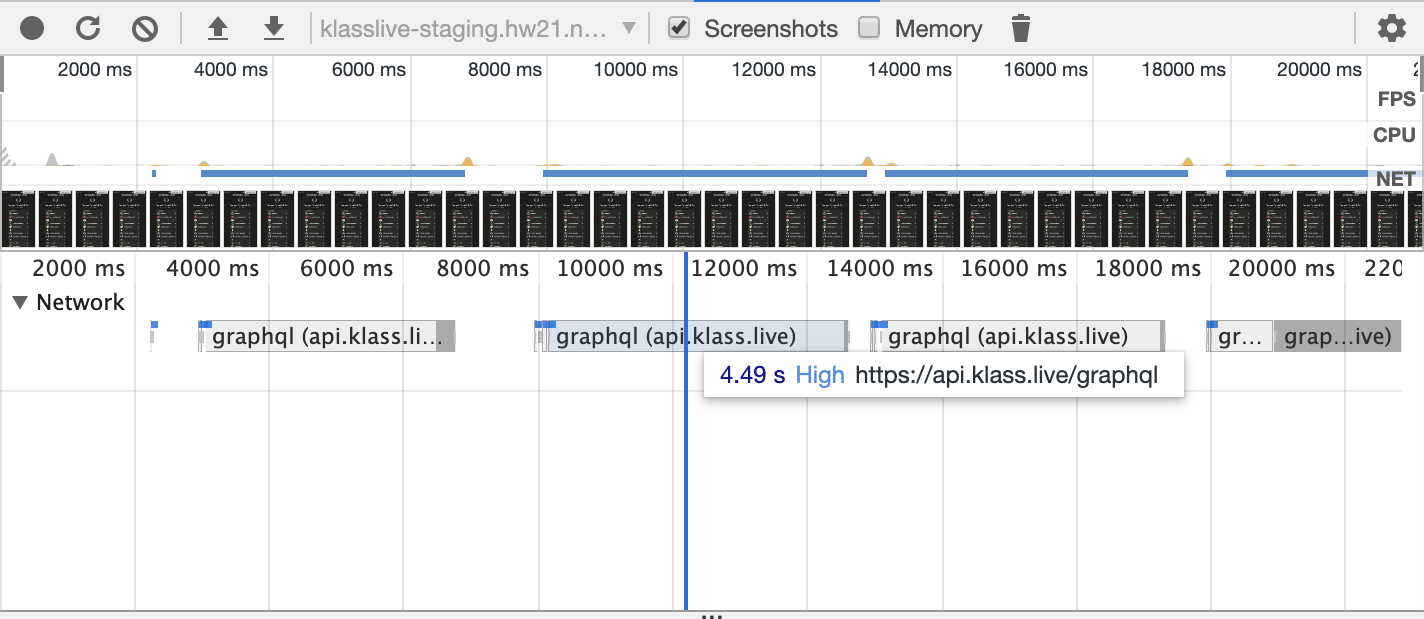 klasslive-staging.hw21.n... Screenshots Memory
2000 ms 4000 ms 6000 ms 8000 ms 10000 ms 12000 ms 14000 ms 16000 ms 18000 ms 20000 ms 2
FPS
CPU
NET
2000 ms 4000 ms 6000 ms 8000 ms 10000 ms 12000 ms 14000 ms 16000 ms 18000 ms 20000 ms 220
Network
graphql (api.klass.li... graphql (api.klass.live) graphql (api.klass.live) gr... grap...ive)
4.49 s High https://api.klass.live/graphql